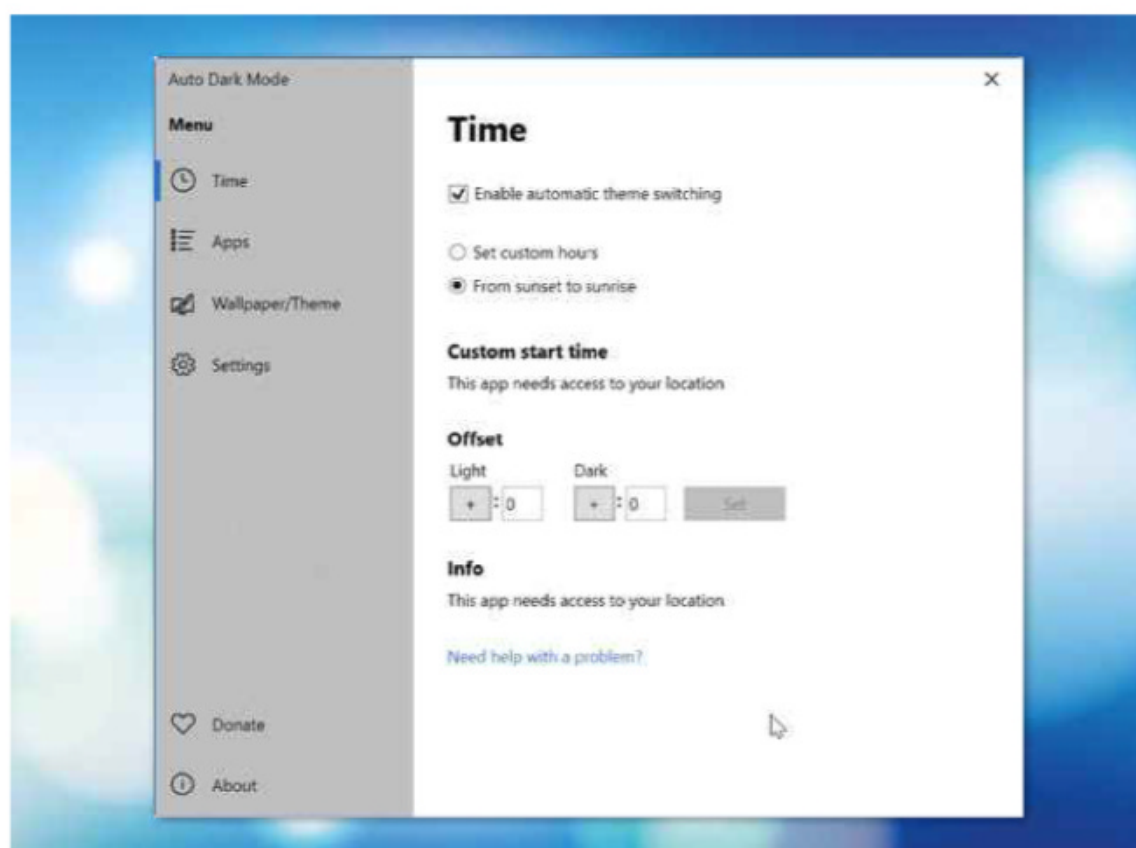 Auto Dark Mode
Menu
Time
Apps
Wallpaper/Theme
Settings
Donate
About
Time
Enable automatic theme switching
Set custom hours
From sunset to sunrise
Custom start time
This app needs access to your location
Offset
Light Dark
+ : 0 + : 0 Set
Info
This app needs access to your location
Need help with a problem?